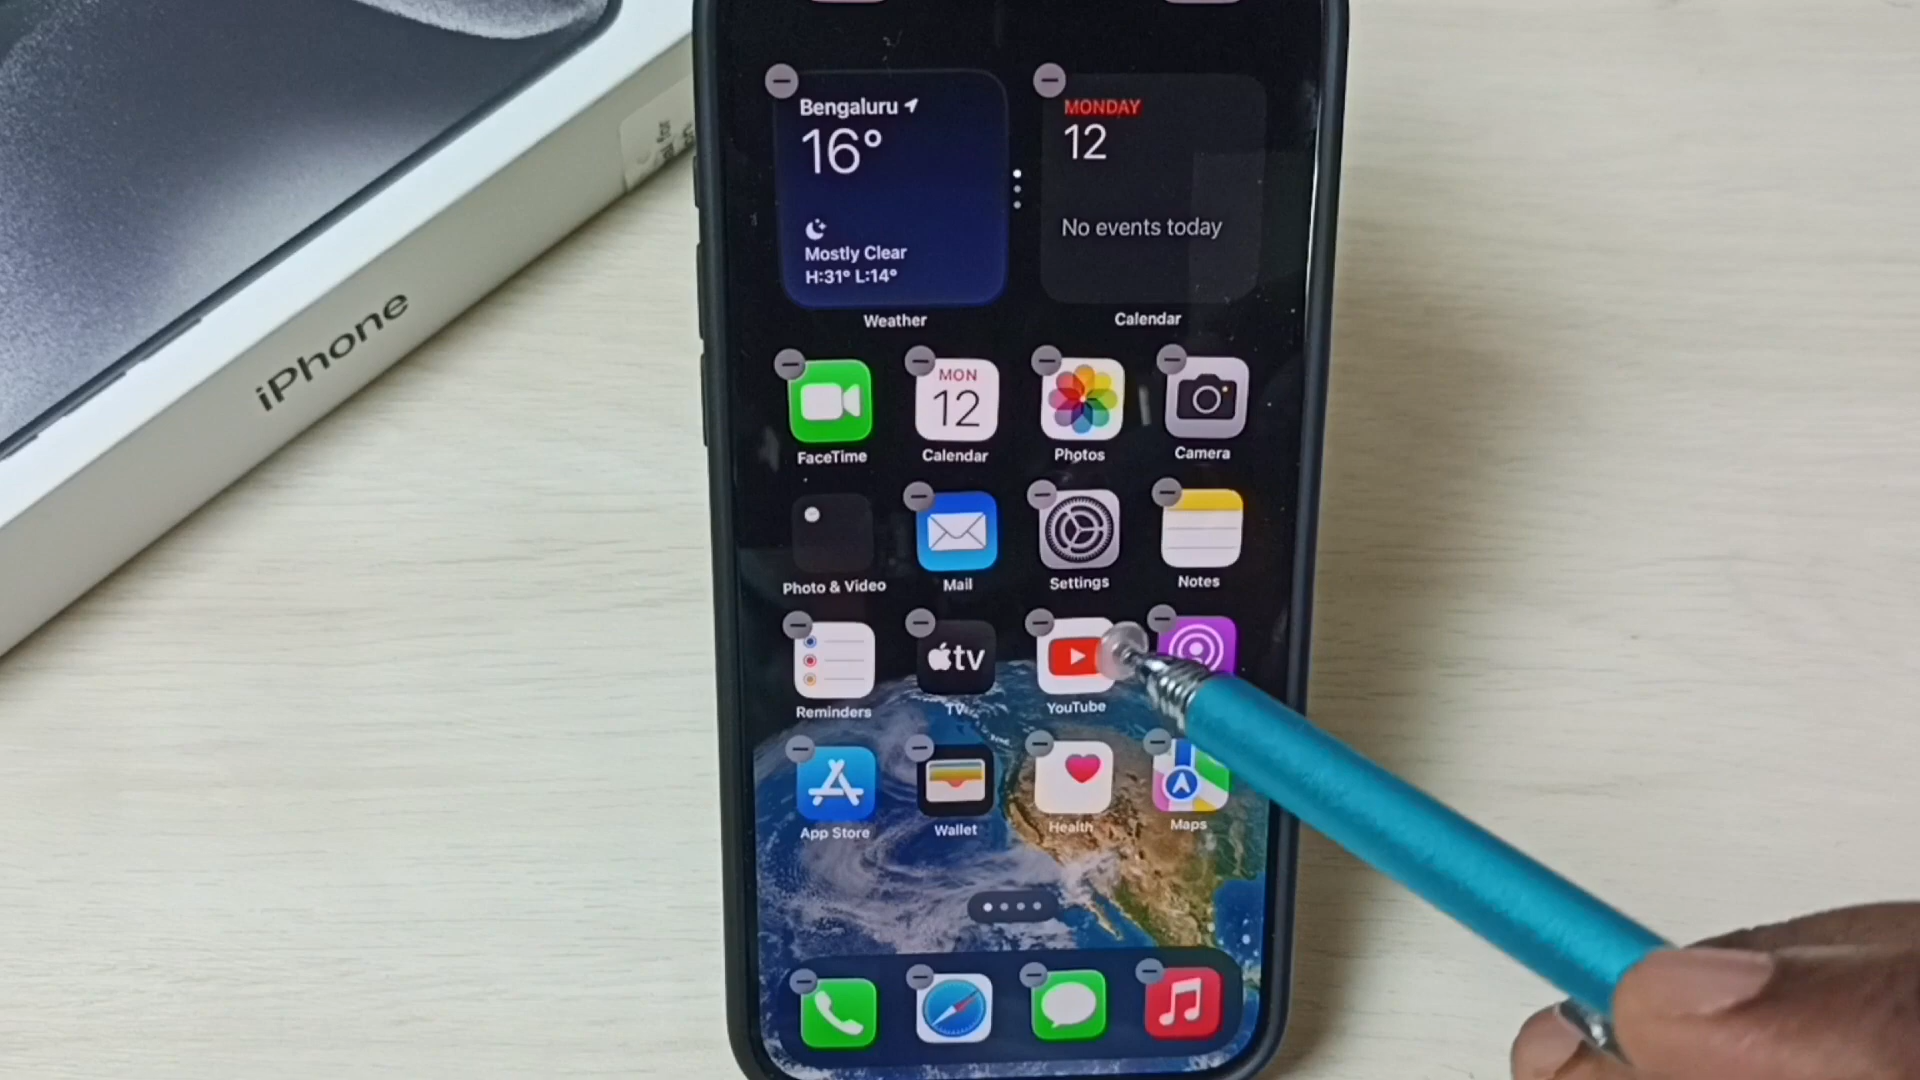 iPhone
Bengaluru
16°
Mostly Clear
H:31° L:14°
Weather
MONDAY
12
No events today
Calendar
MON
12
FaceTime
Calendar
Photos
Camera
Photo & Video
Mail
Settings
Notes
tv
Reminders
TV
YouTube
App Store
Wallet
Health
Maps